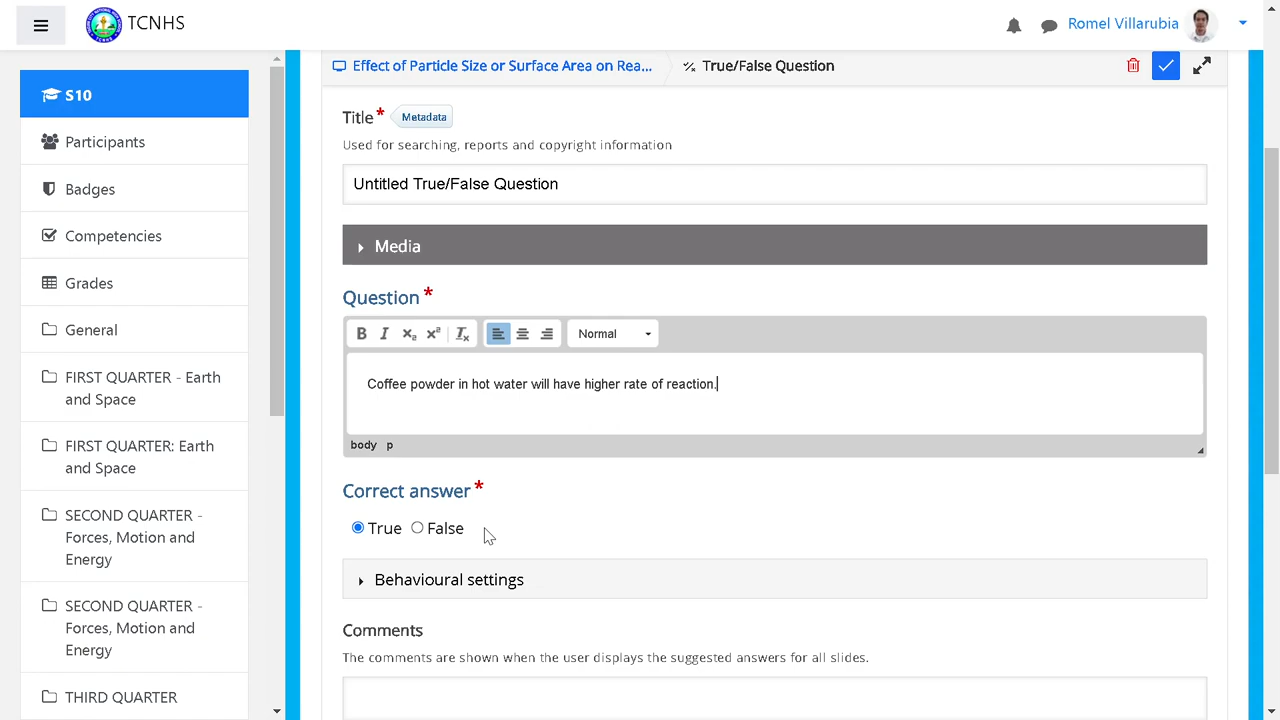 TCNHS
Romel Villarubia
S10
Participants
Badges
Competencies
Grades
General
FIRST QUARTER - Earth
and Space
FIRST QUARTER: Earth
and Space
SECOND QUARTER -
Forces, Motion and
Energy
SECOND QUARTER -
Forces, Motion and
Energy
THIRD QUARTER
Effect of Particle Size or Surface Area on Rea...
True/False Question
Title* Metadata
Used for searching, reports and copyright information
Untitled True/False Question
Media
Question *
B I x₂ x² Tx Normal
Coffee powder in hot water will have higher rate of reaction.
body p
Correct answer *
True False
Behavioural settings
Comments
The comments are shown when the user displays the suggested answers for all slides.